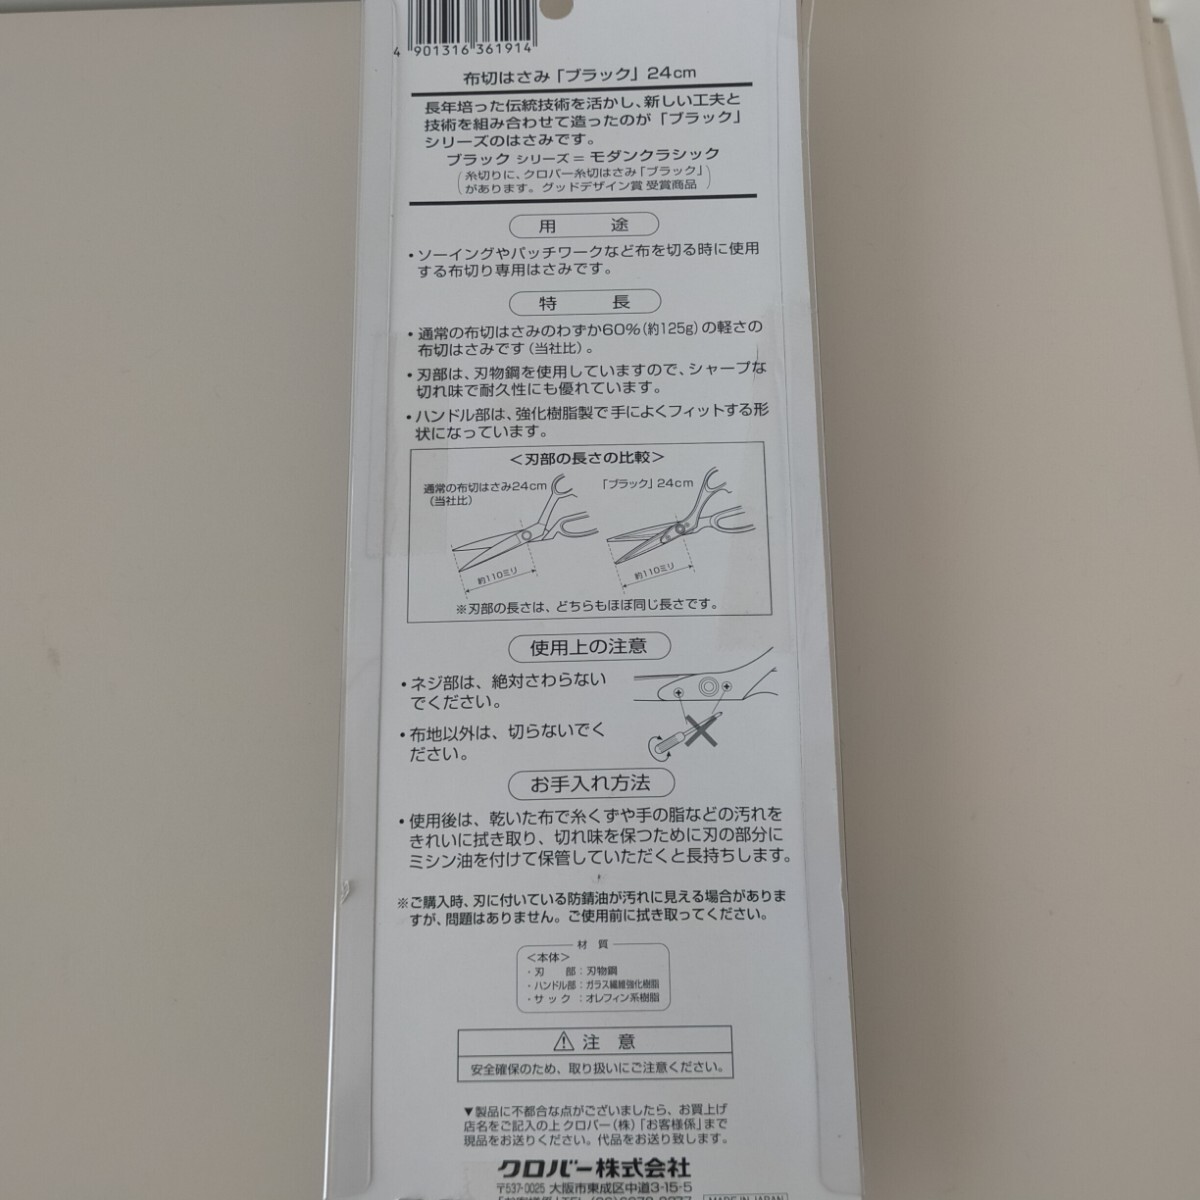 4 901316 361914
布切はさみ「ブラック」24cm
長年培った伝統技術を活かし、新しい工夫と
技術を組み合わせて造ったのが「ブラック」
シリーズのはさみです。
ブラック シリーズ＝モダンクラシック
(糸切りに、クロバー糸切はさみ「ブラック」
があります。グッドデザイン賞 受賞商品)
用 途
・ソーイングやパッチワークなど布を切る時に使用
する布切り専用はさみです。
特 長
・通常の布切はさみのわずか60%(約125g)の軽さの
布切はさみです(当社比)。
・刃部は、刃物鋼を使用していますので、シャープな
切れ味で耐久性にも優れています。
・ハンドル部は、強化樹脂製で手によくフィットする形
状になっています。
＜刃部の長さの比較＞
通常の布切はさみ24cm
(当社比)
「ブラック」24cm
約110ミリ
約110ミリ
※刃部の長さは、どちらもほぼ同じ長さです。
使用上の注意
・ネジ部は、絶対さわらない
でください。
・布地以外は、切らないでく
ださい。
お手入れ方法
・使用後は、乾いた布で糸くずや手の脂などの汚れを
きれいに拭き取り、切れ味を保つために刃の部分に
ミシン油を付けて保管していただくと長持ちします。
※ご購入時、刃に付いている防錆油が汚れに見える場合がありま
すが、問題はありません。ご使用前に拭き取ってください。
材 質
＜本体＞
・刃 部：刃物鋼
・ハンドル部：ガラス繊維強化樹脂
・サック：オレフィン系樹脂
⚠ 注 意
安全確保のため、取り扱いにご注意ください。
▼製品に不都合な点がございましたら、お買上げ
店名をご記入の上クロバー(株)「お客様係」まで
現品をお送りください。代品をお送り致します。
クロバー株式会社
〒537-0025 大阪市東成区中道3-15-5
MADE IN JAPAN